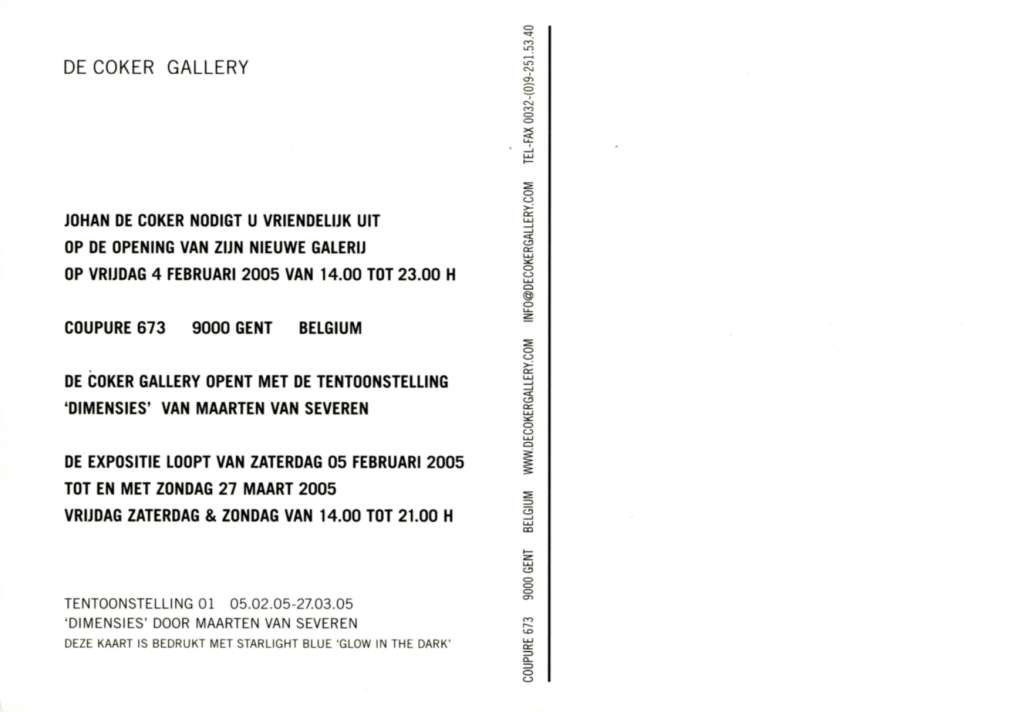 DE COKER GALLERY
JOHAN DE COKER NODIGT U VRIENDELIJK UIT
OP DE OPENING VAN ZIJN NIEUWE GALERIJ
OP VRIJDAG 4 FEBRUARI 2005 VAN 14.00 TOT 23.00 H
COUPURE 673 9000 GENT BELGIUM
DE COKER GALLERY OPENT MET DE TENTOONSTELLING
‘DIMENSIES’ VAN MAARTEN VAN SEVEREN
DE EXPOSITIE LOOPT VAN ZATERDAG 05 FEBRUARI 2005
TOT EN MET ZONDAG 27 MAART 2005
VRIJDAG ZATERDAG & ZONDAG VAN 14.00 TOT 21.00 H
TENTOONSTELLING 01 05.02.05-27.03.05
‘DIMENSIES’ DOOR MAARTEN VAN SEVEREN
DEZE KAART IS BEDRUKT MET STARLIGHT BLUE ‘GLOW IN THE DARK’
COUPURE 673 9000 GENT BELGIUM WWW.DECOKERGALLERY.COM INFO@DECOKERGALLERY.COM TEL-FAX 0032-(0)9-251.53.40